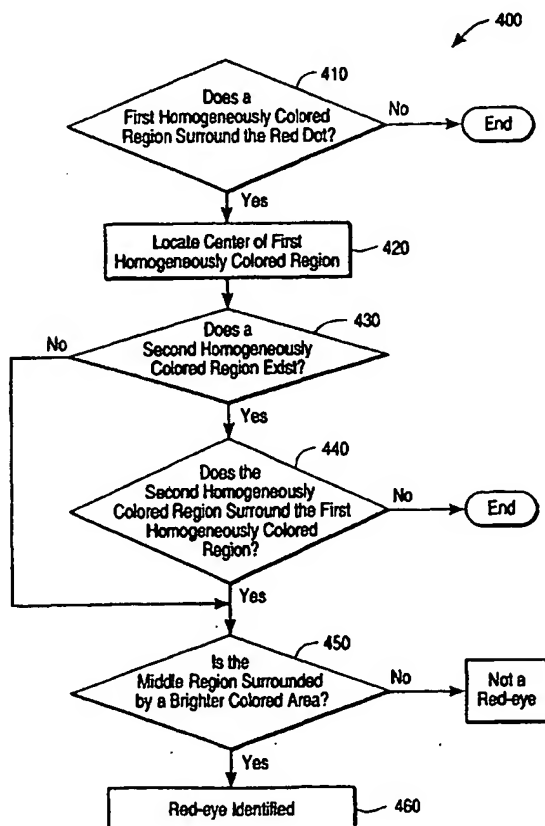 400
410
Does a
First Homogeneously Colored
Region Surround the Red Dot?
No
End
Yes
Locate Center of First
Homogeneously Colored Region
420
430
No
Does a
Second Homogeneously
Colored Region Exist?
Yes
440
Does the
Second Homogeneously
Colored Region Surround the First
Homogeneously Colored
Region?
No
End
Yes
450
Is the
Middle Region Surrounded
by a Brighter Colored Area?
No
Not a
Red-eye
Yes
Red-eye Identified
460